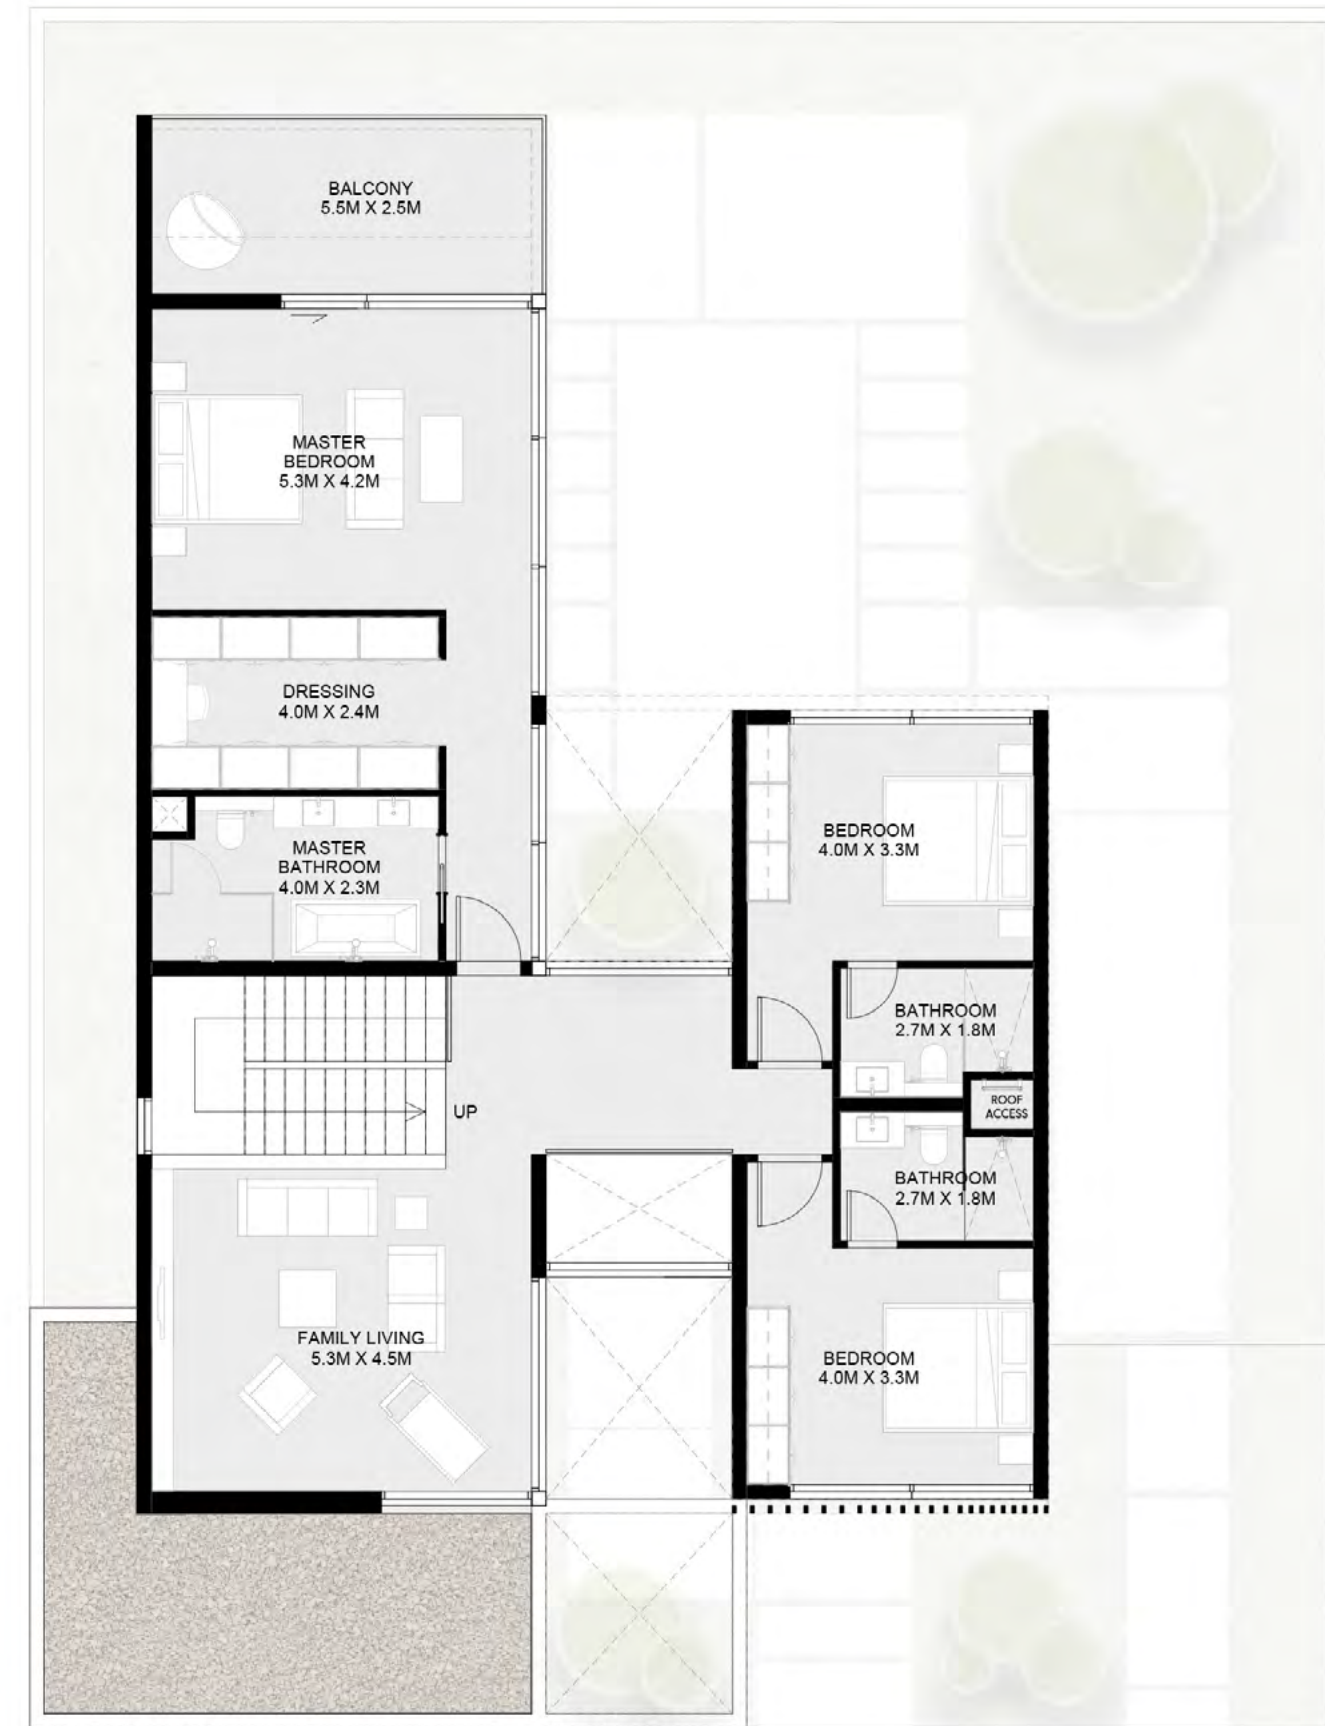 BALCONY
5.5M X 2.5M
MASTER
BEDROOM
5.3M X 4.2M
DRESSING
4.0M X 2.4M
MASTER
BATHROOM
4.0M X 2.3M
BEDROOM
4.0M X 3.3M
BATHROOM
2.7M X 1.8M
ROOF
ACCESS
UP
BATHROOM
2.7M X 1.8M
FAMILY LIVING
5.3M X 4.5M
BEDROOM
4.0M X 3.3M